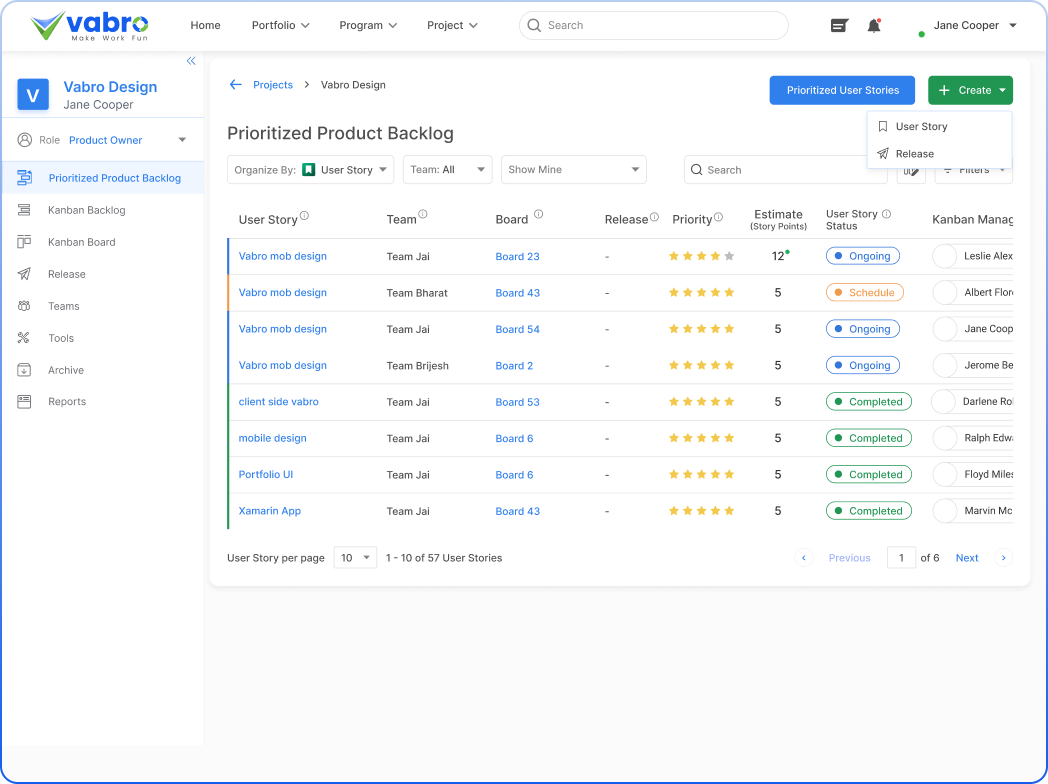 vabro
Make Work Fun
Home Portfolio Program Project Search Jane Cooper
V
Vabro Design
Jane Cooper
Role Product Owner
Prioritized Product Backlog
Kanban Backlog
Kanban Board
Release
Teams
Tools
Archive
Reports
Projects Vabro Design
Prioritized User Stories + Create
User Story
Release
Prioritized Product Backlog
Organize By: User Story Team: All Show Mine Search Filters
User Story Team Board Release Priority Estimate (Story Points) User Story Status Kanban Manag
Vabro mob design Team Jai Board 23 - 12 Ongoing Leslie Alex
Vabro mob design Team Bharat Board 43 - 5 Schedule Albert Flore
Vabro mob design Team Jai Board 54 - 5 Ongoing Jane Coop
Vabro mob design Team Brijesh Board 2 - 5 Ongoing Jerome Be
client side vabro Team Jai Board 53 - 5 Completed Darlene Ro
mobile design Team Jai Board 6 - 5 Completed Ralph Edwa
Portfolio UI Team Jai Board 6 - 5 Completed Floyd Miles
Xamarin App Team Jai Board 43 - 5 Completed Marvin Mc
User Story per page 10 1 - 10 of 57 User Stories Previous 1 of 6 Next